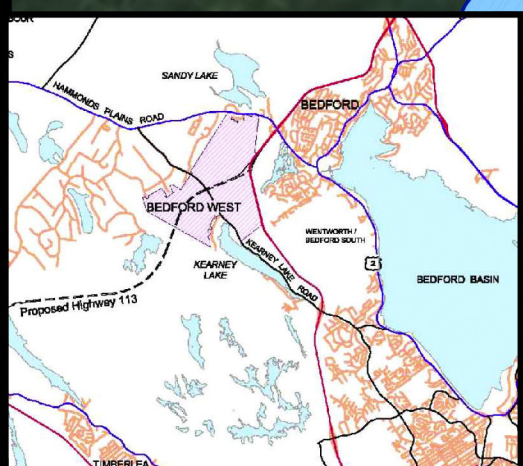 OUR
S
SANDY LAKE
HAMMONDS PLAINS ROAD
BEDFORD
BEDFORD WEST
WENTWORTH /
BEDFORD SOUTH
KEARNEY
LAKE
KEARNEY LAKE ROAD
2
BEDFORD BASIN
Proposed Highway 113
TIMBERLEA